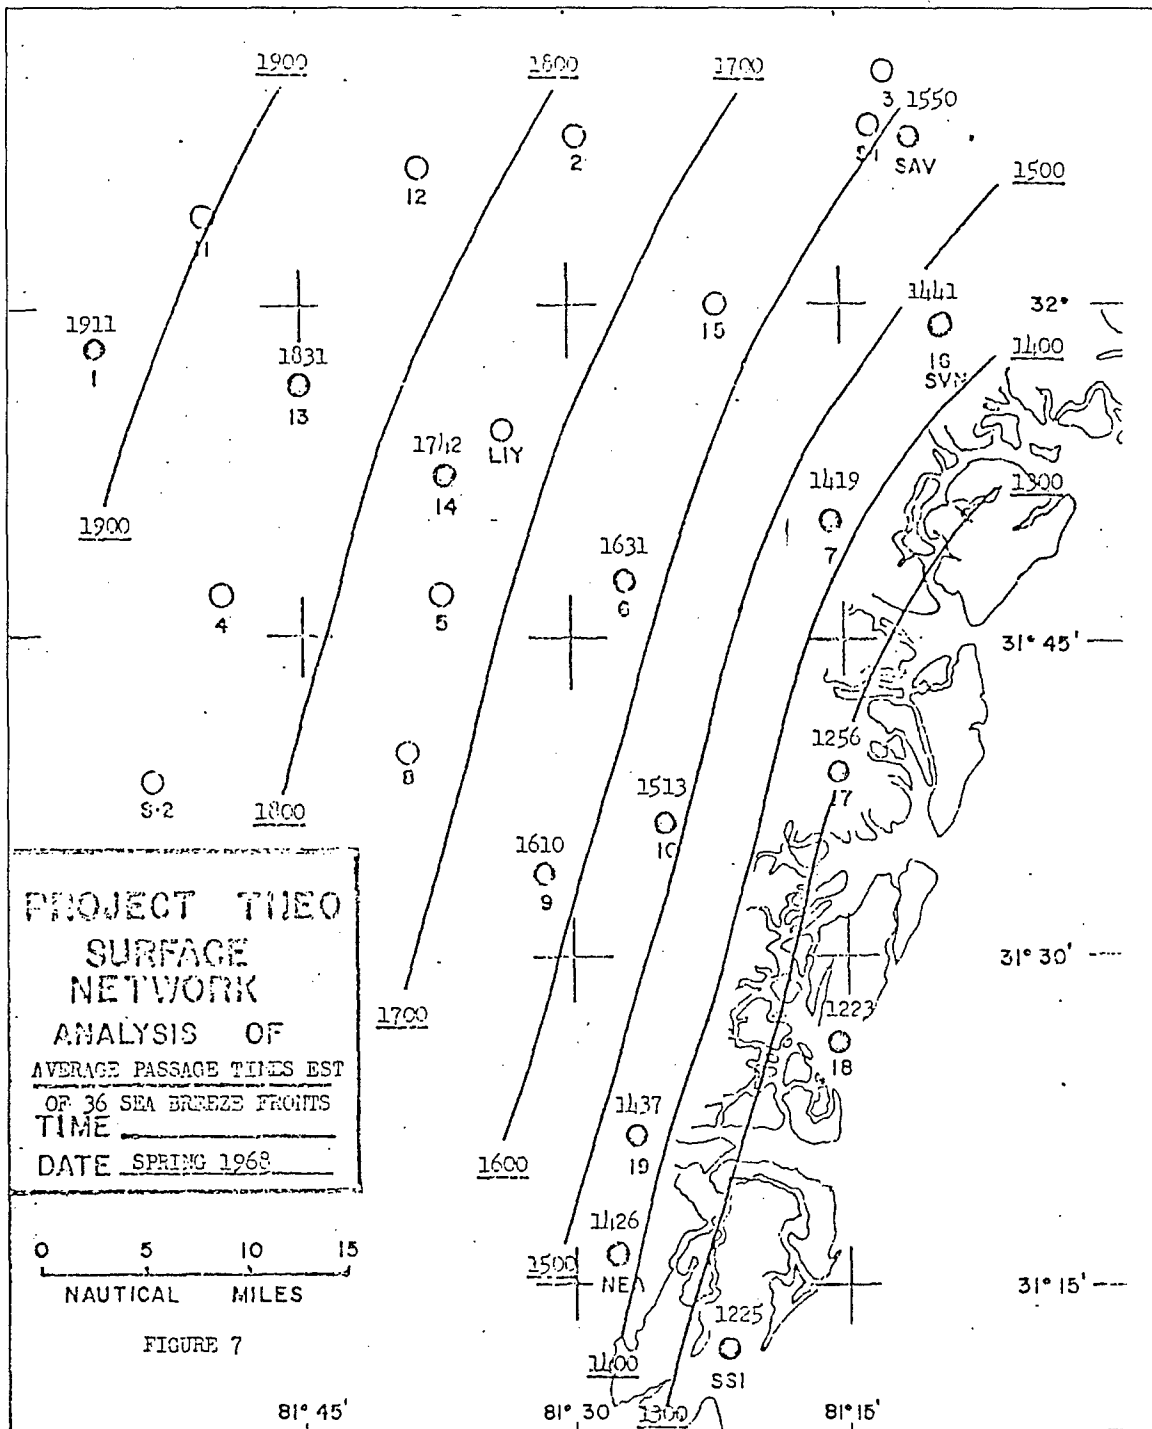 1900
1800
1700
3 1550
2
S-1
SAV
12
1500
11
1441
32°
1911
15
1831
16
SVN
1400
1
13
LIY
1742
14
1419
1300
1900
7
1631
6
4
5
31° 45'
1256
8
17
S-2
1800
1513
10
1610
9
PROJECT THEO
SURFACE
NETWORK
ANALYSIS OF
AVERAGE PASSAGE TIMES EST
OF 36 SEA BREEZE FRONTS
TIME
DATE SPRING 1968
31° 30'
1700
1223
18
1437
19
1600
1426
NEA
1500
0 5 10 15
NAUTICAL MILES
31° 15'
FIGURE 7
1225
SSI
1400
1300
81° 45'
81° 30'
81° 15'